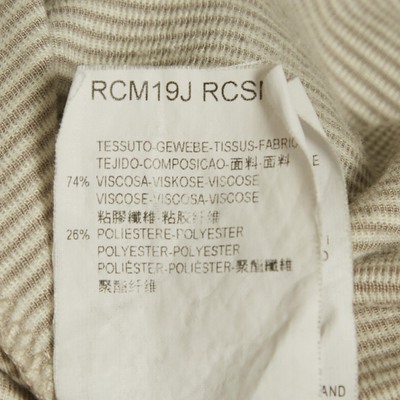 RCM19J RCSI
TESSUTO-GEWEBE-TISSUS-FABRIC
TEJIDO-COMPOSICAO-面料-面料
74% VISCOSA-VISKOSE-VISCOSE
VISCOSE-VISCOSA-VISCOSE
粘膠纖維-粘胶纤维
26% POLIESTERE-POLYESTER
POLYESTER-POLYESTER
POLIÉSTER-POLIÉSTER-聚酯纖維
聚酯纤维
E
AND